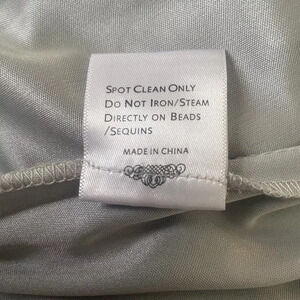 SPOT CLEAN ONLY
DO NOT IRON/STEAM
DIRECTLY ON BEADS
/SEQUINS
MADE IN CHINA